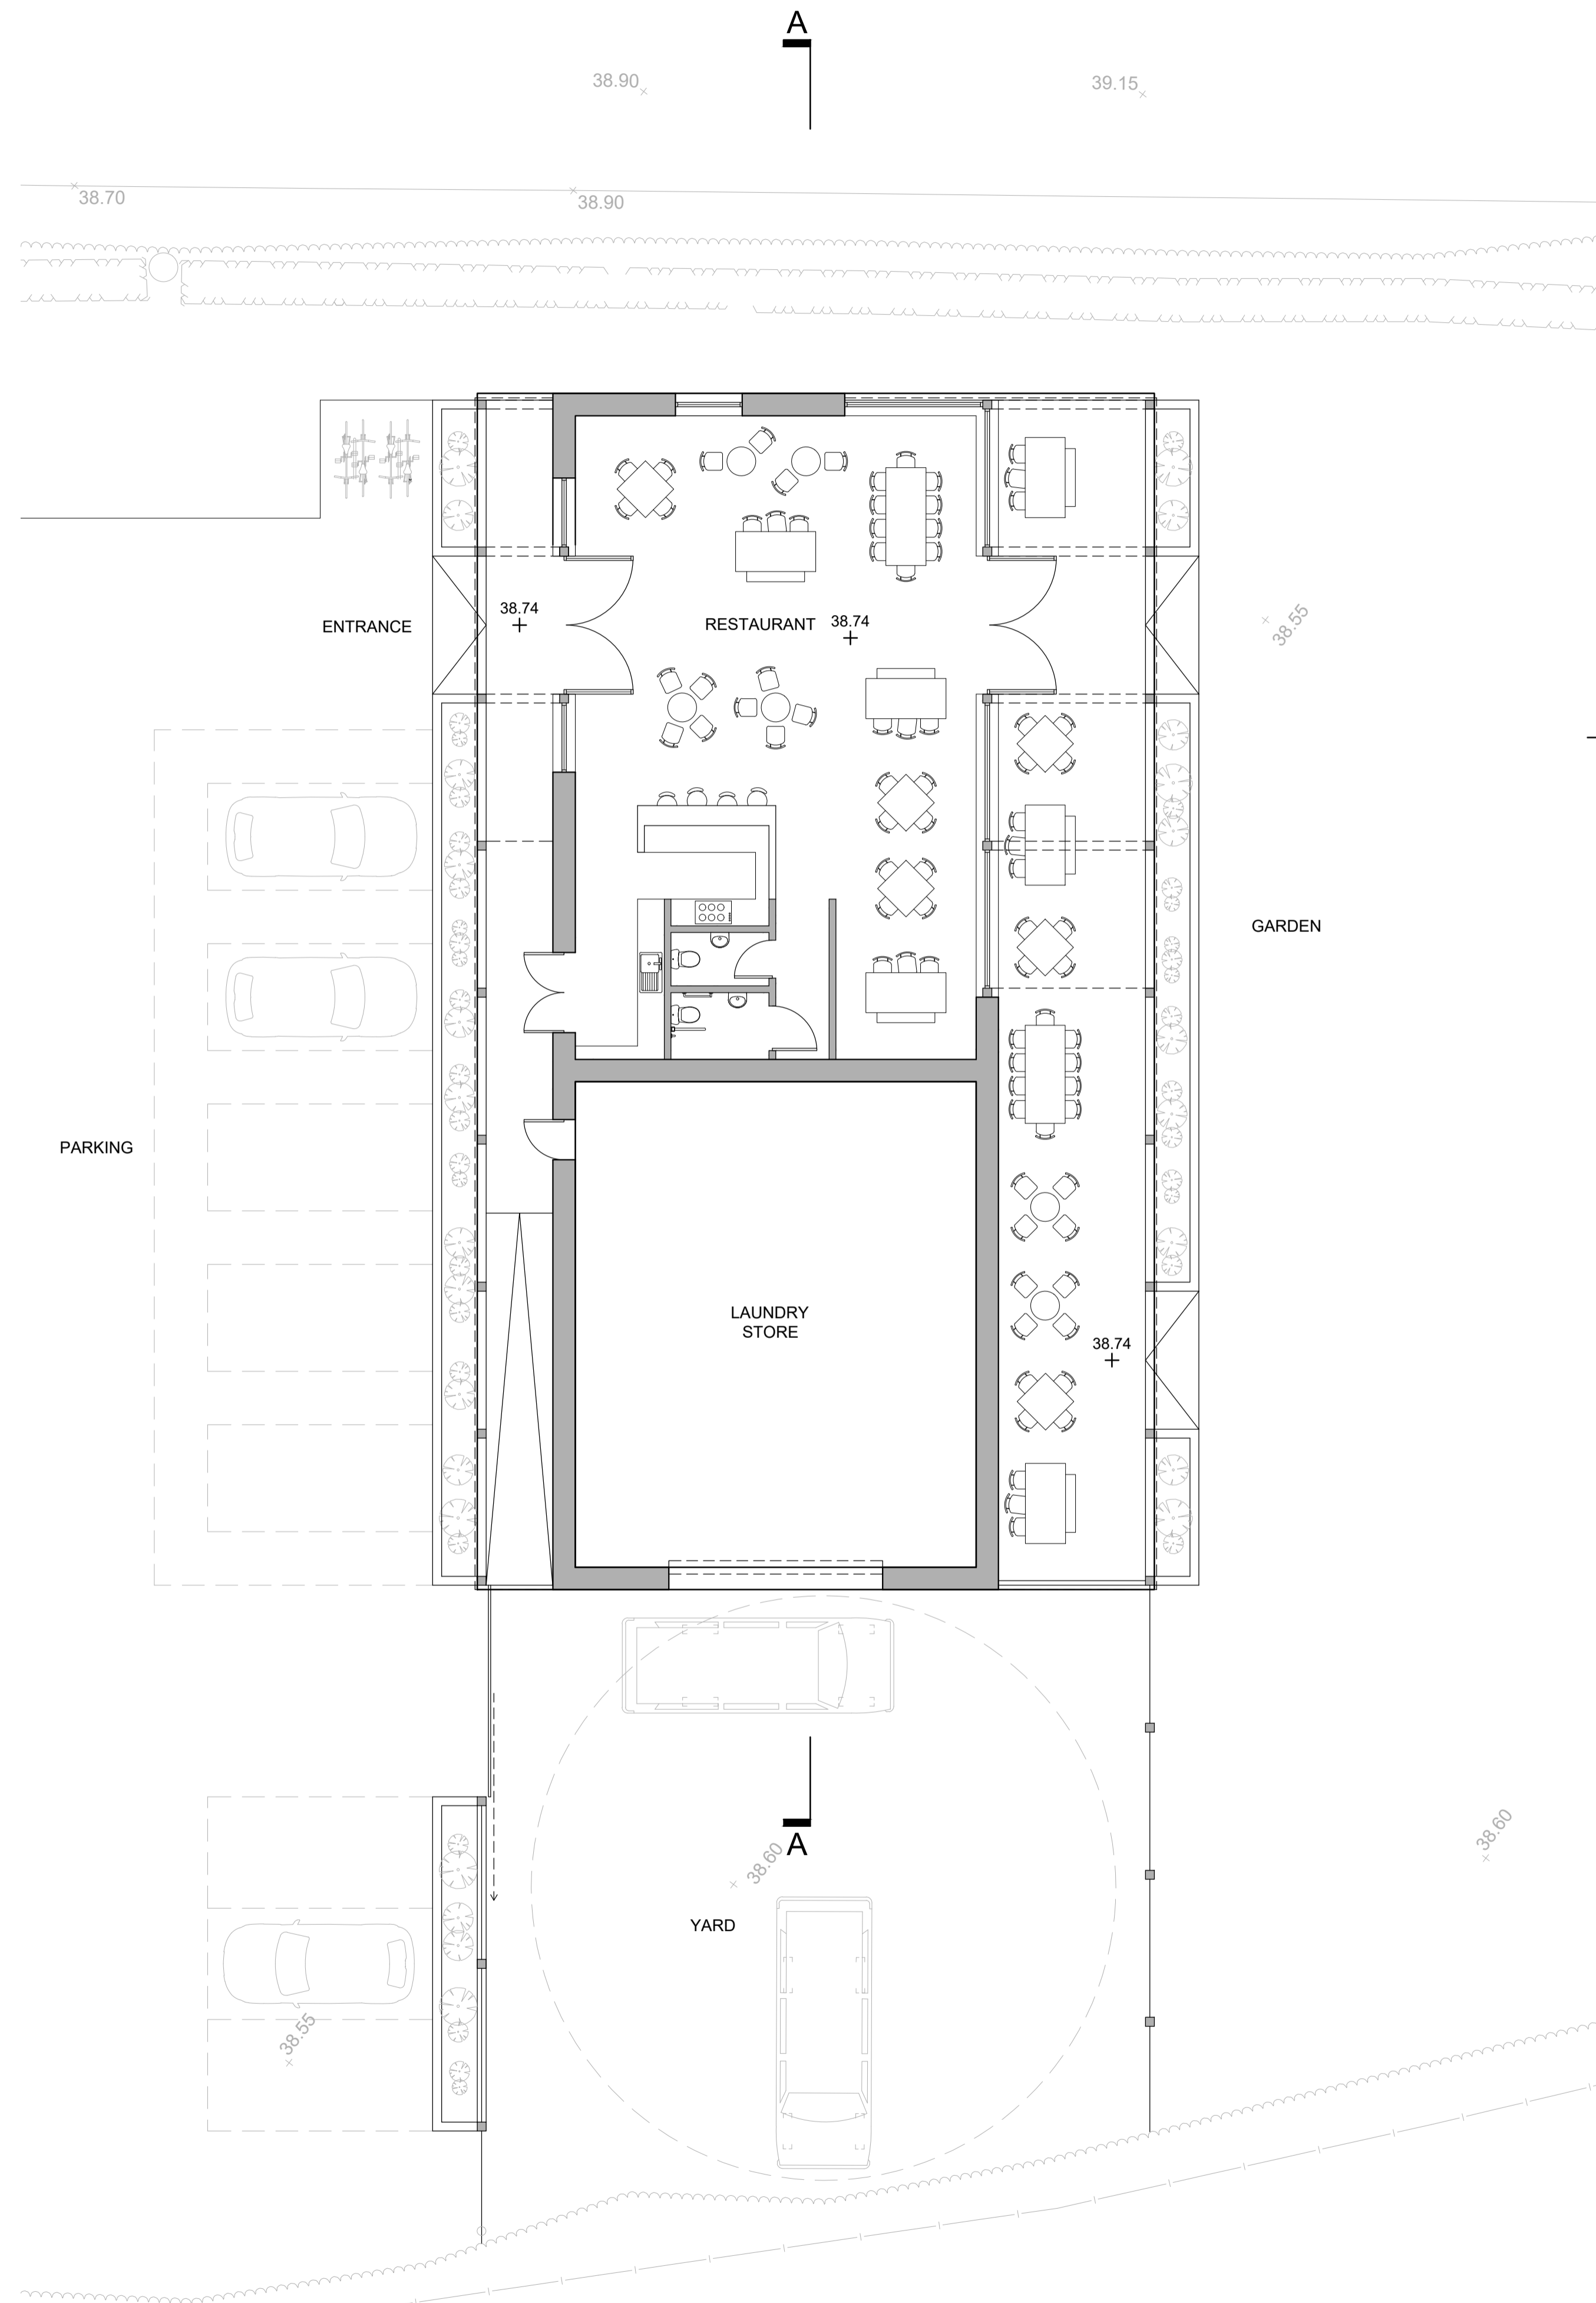 A
38.90
39.15
38.70
38.90
38.74
ENTRANCE
RESTAURANT
38.74
38.55
GARDEN
PARKING
LAUNDRY
STORE
38.74
A
38.60
38.60
YARD
38.55